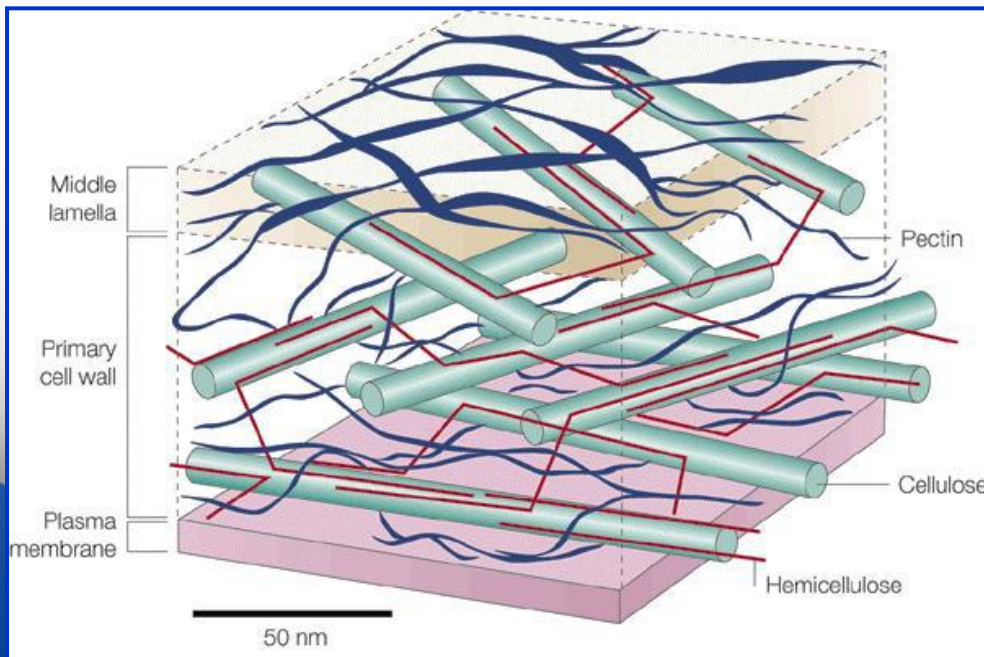 Middle
lamella
Pectin
Primary
cell wall
Cellulose
Plasma
membrane
Hemicellulose
50 nm